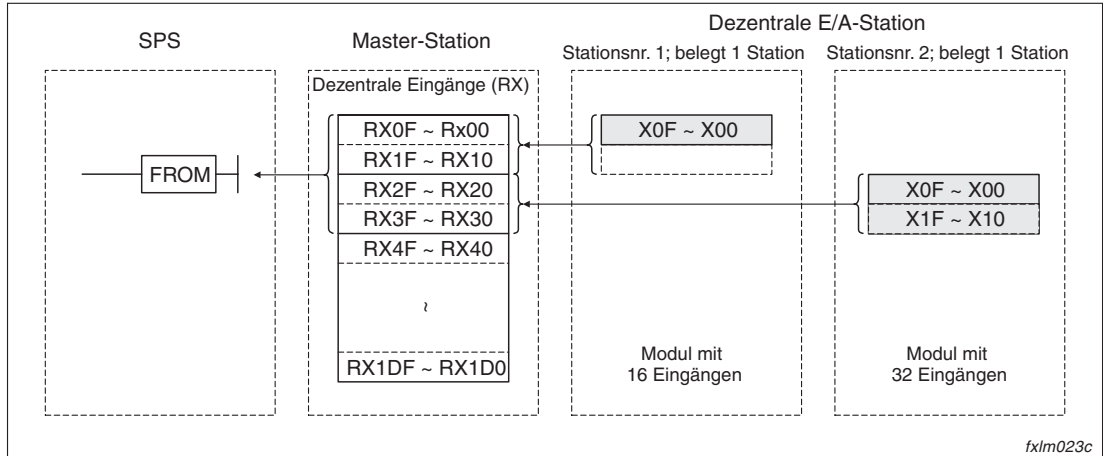 Dezentrale E/A-Station
SPS
Master-Station
Stationsnr. 1; belegt 1 Station
Stationsnr. 2; belegt 1 Station
Dezentrale Eingänge (RX)
RX0F ~ Rx00
RX1F ~ RX10
RX2F ~ RX20
RX3F ~ RX30
RX4F ~ RX40
~
RX1DF ~ RX1D0
FROM
X0F ~ X00
Modul mit
16 Eingängen
X0F ~ X00
X1F ~ X10
Modul mit
32 Eingängen
fxlm023c